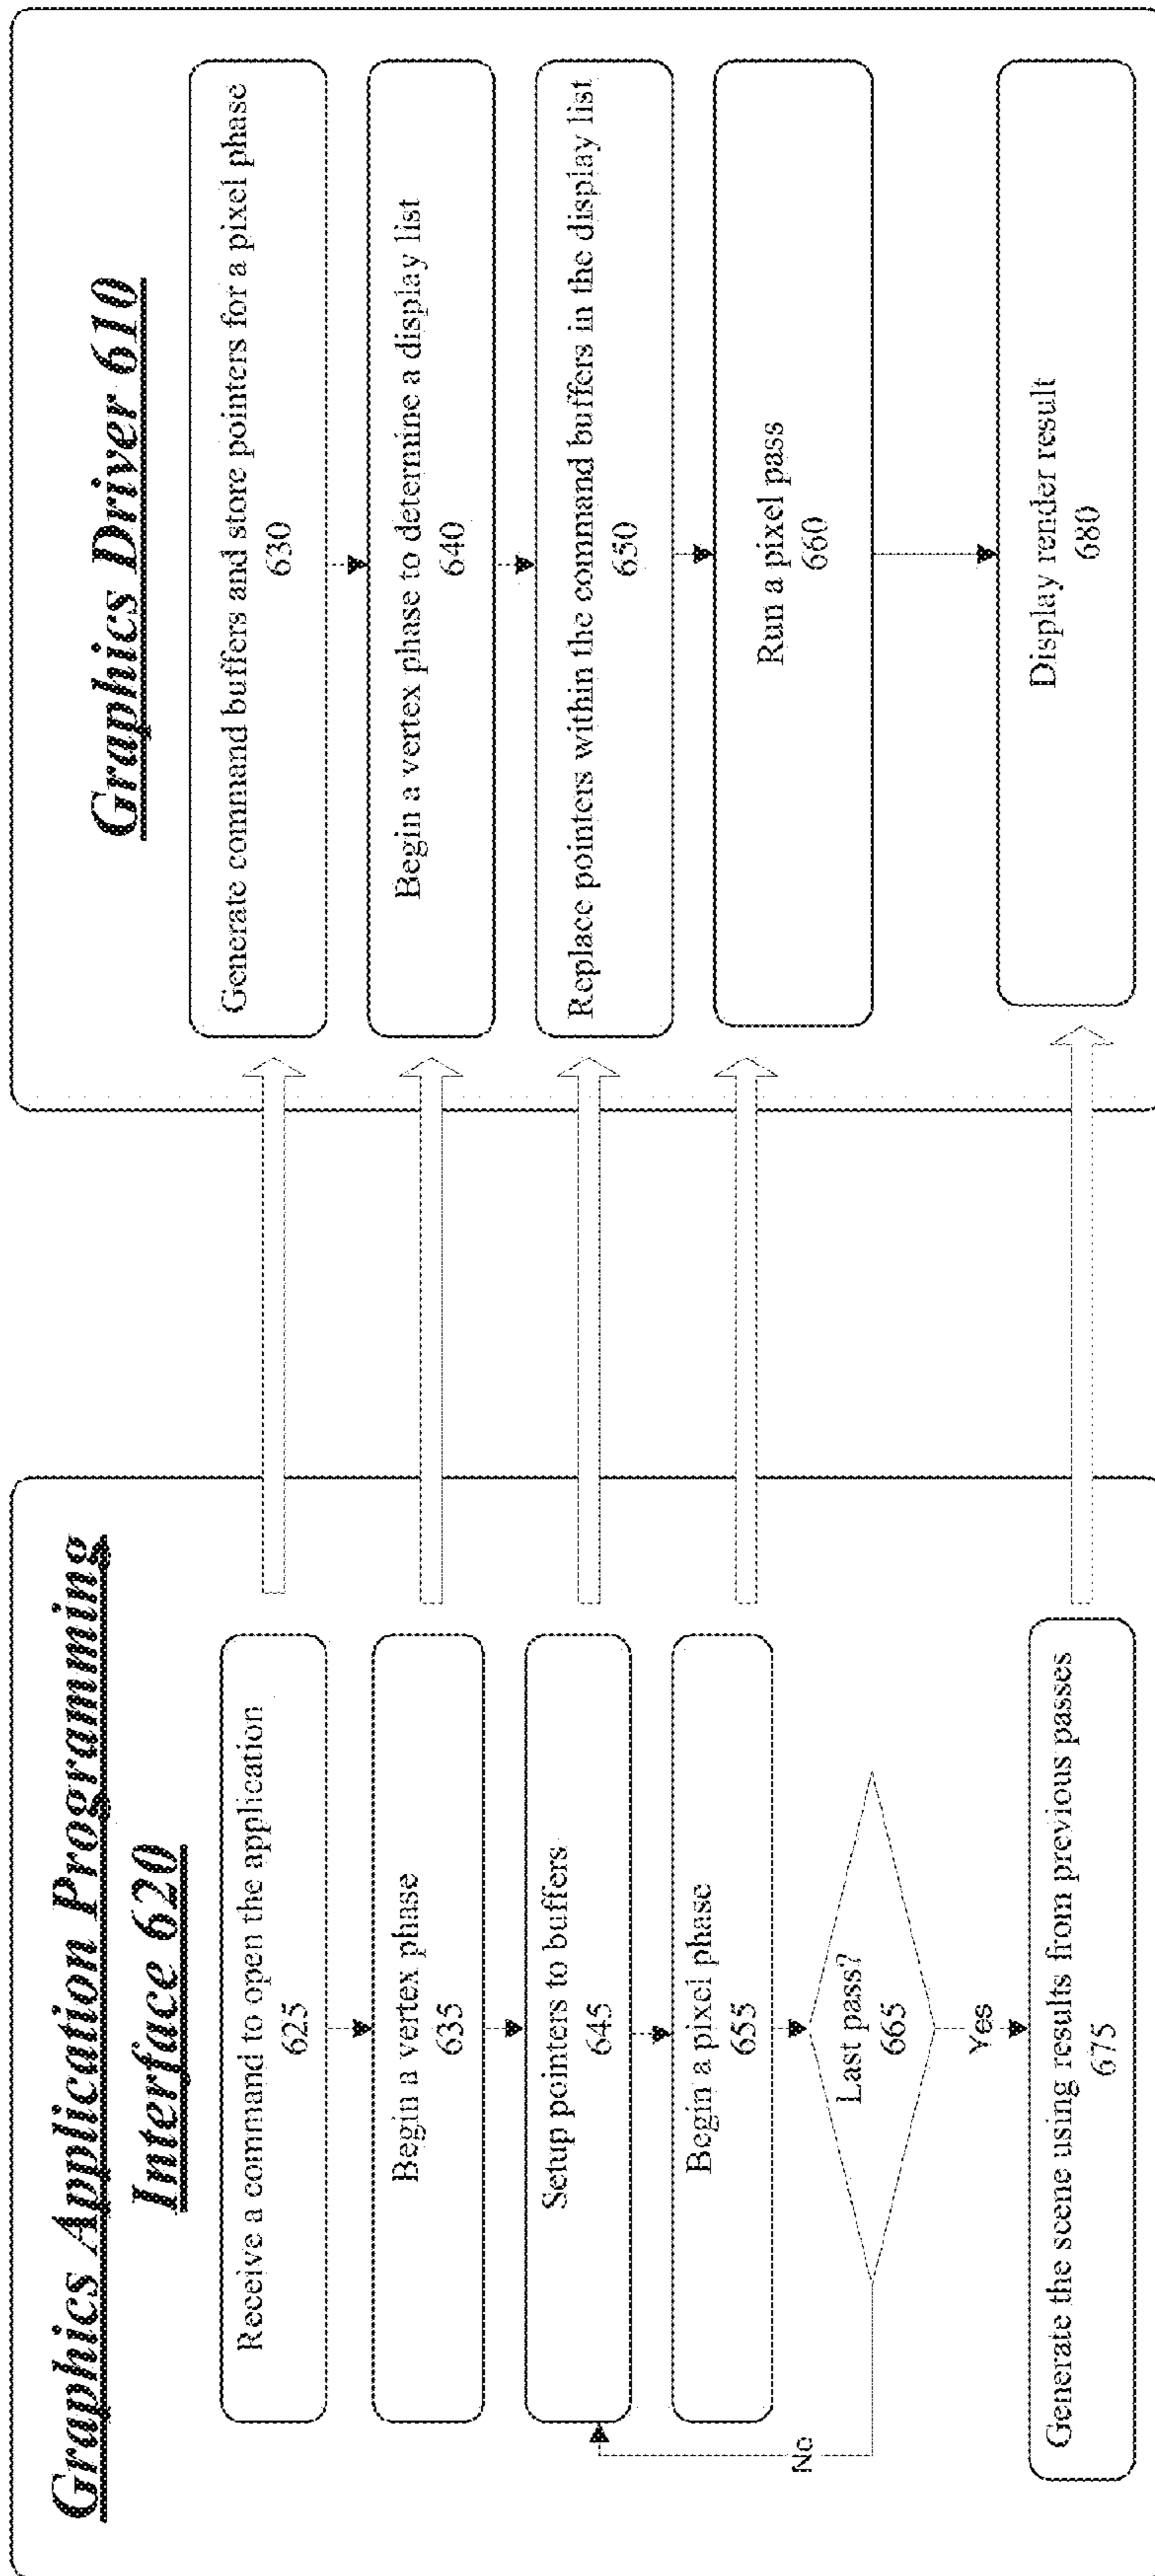 Graphics Application Programming
Interface 620
Receive a command to open the application
625
Begin a vertex phase
635
Setup pointers to buffers
645
Begin a pixel phase
655
Last pass?
665
No
Yes
Generate the scene using results from previous passes
675
Graphics Driver 610
Generate command buffers and store pointers for a pixel phase
630
Begin a vertex phase to determine a display list
640
Replace pointers within the command buffers in the display list
650
Run a pixel pass
660
Display render result
680